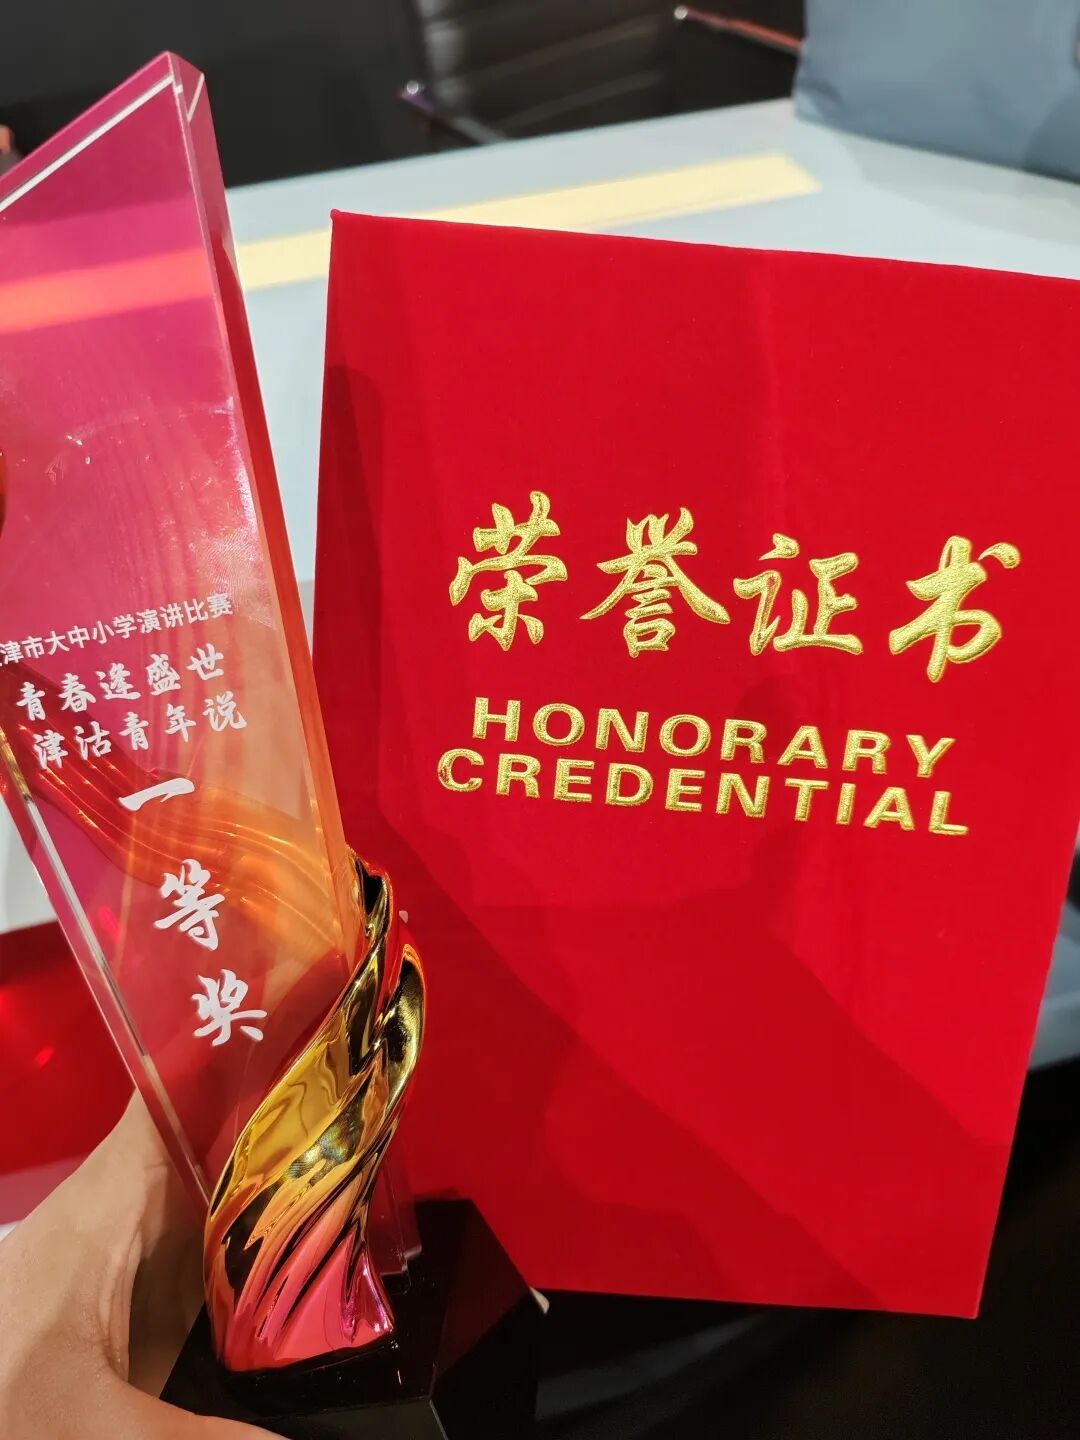 津市大中小学演讲比赛
青春逢盛世
津沽青年说
一
等
奖
荣誉证书
HONORARY
CREDENTIAL